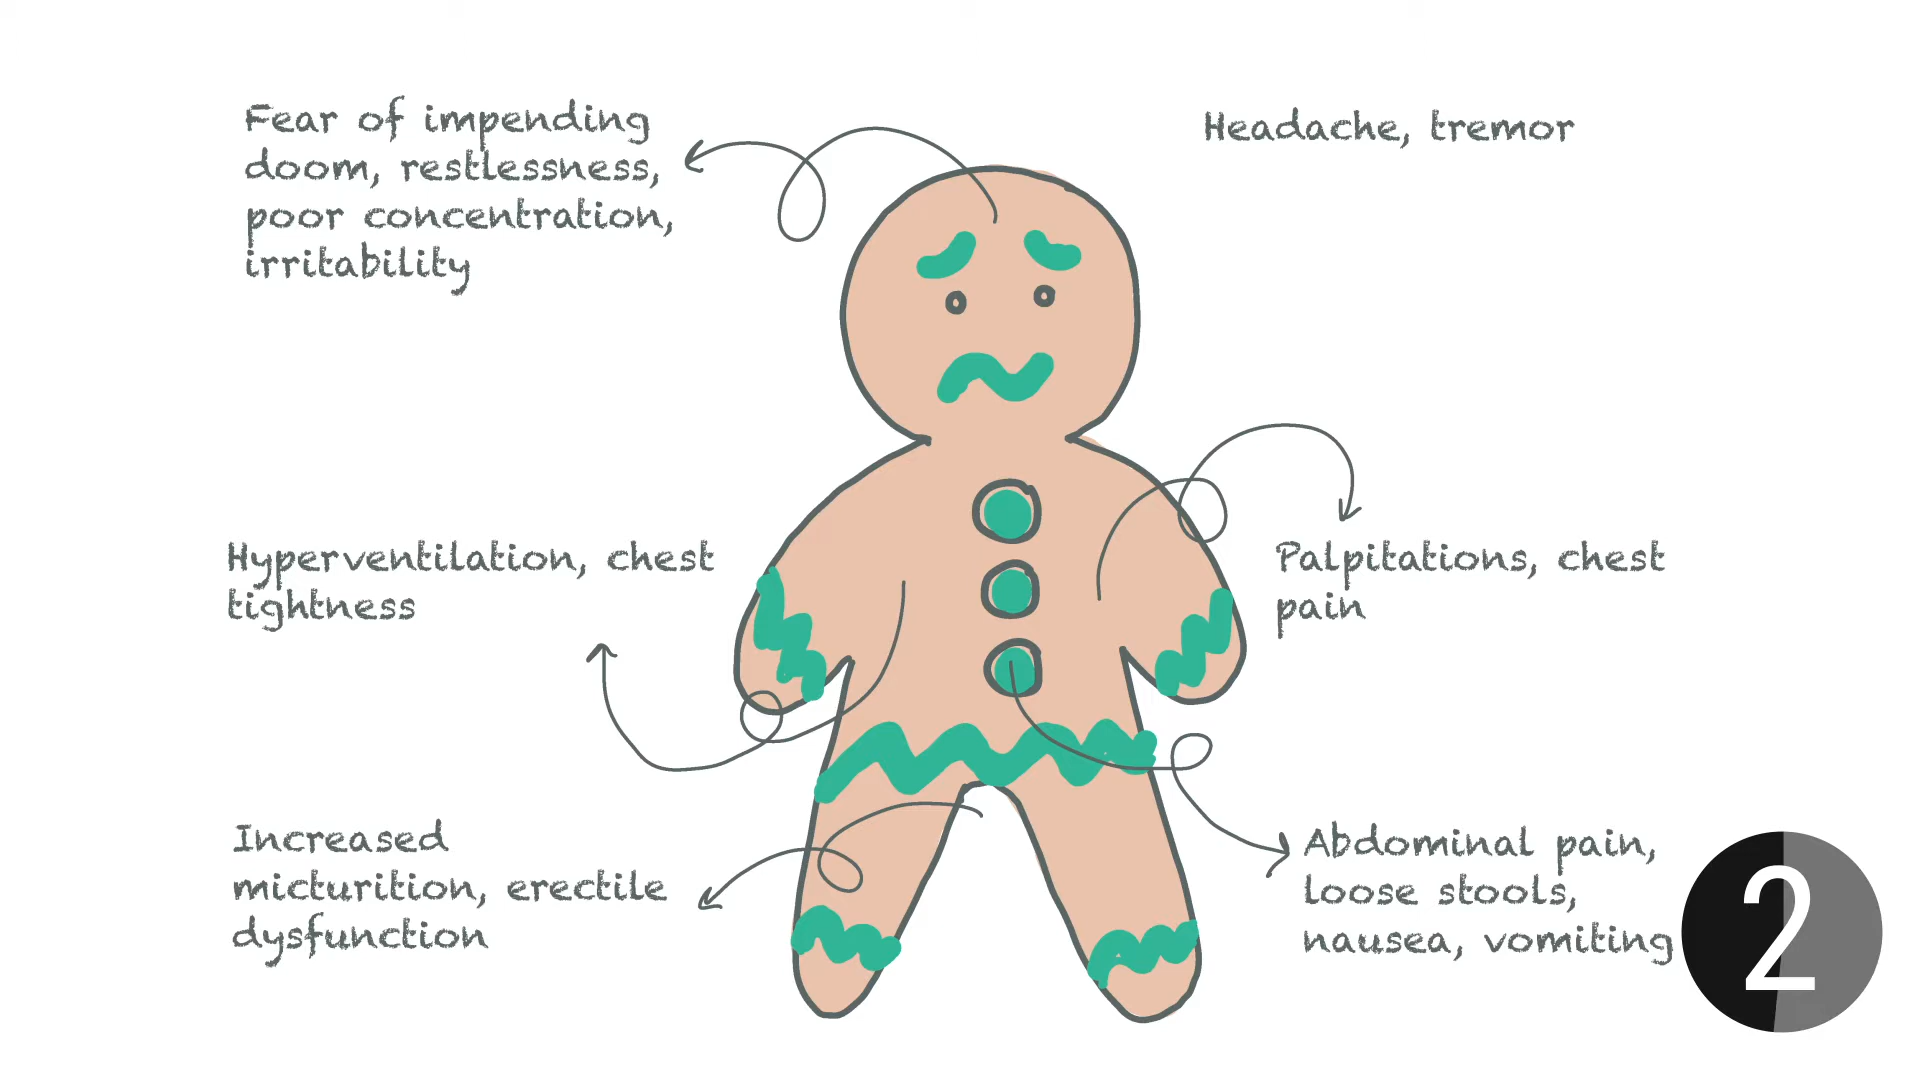 Fear of impending
doom, restlessness,
poor concentration,
irritability
Headache, tremor
Hyperventilation, chest
tightness
Palpitations, chest
pain
Increased
micturition, erectile
dysfunction
Abdominal pain,
loose stools,
nausea, vomiting
2